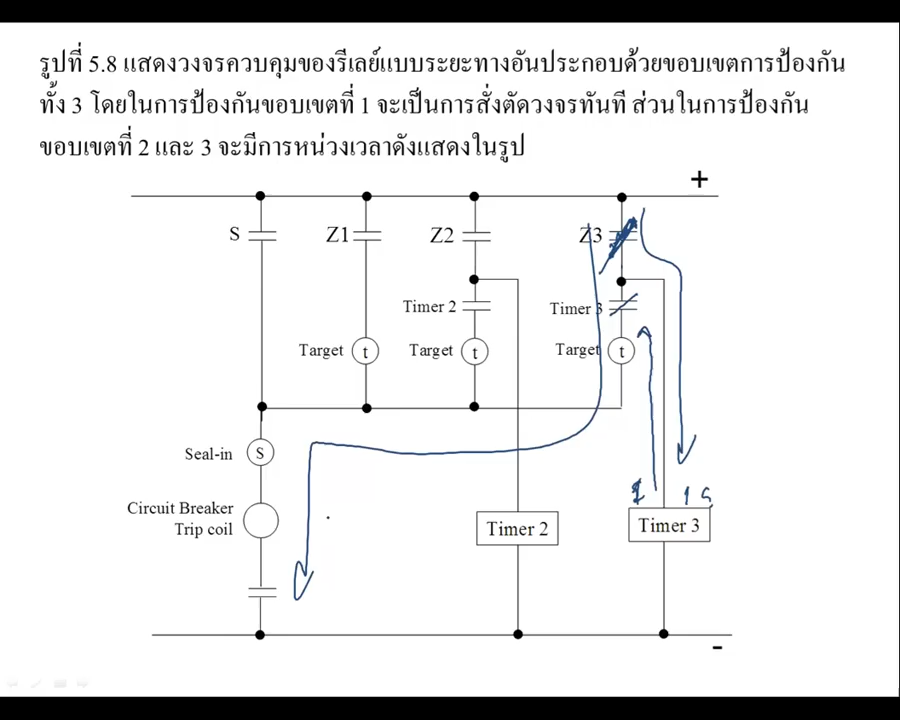 รูปที่ 5.8 แสดงวงจรควบคุมของรีเลย์แบบระยะทางอันประกอบด้วยขอบเขตการป้องกัน
ทั้ง 3 โดยในการป้องกันขอบเขตที่ 1 จะเป็นการสั่งตัดวงจรทันที ส่วนในการป้องกัน
ขอบเขตที่ 2 และ 3 จะมีการหน่วงเวลาดังแสดงในรูป
+
S Z1 Z2 Z3
Timer 2 Timer 3
Target t Target t Target t
Seal-in S
Circuit Breaker
Trip coil
1 s
Timer 2 Timer 3
-